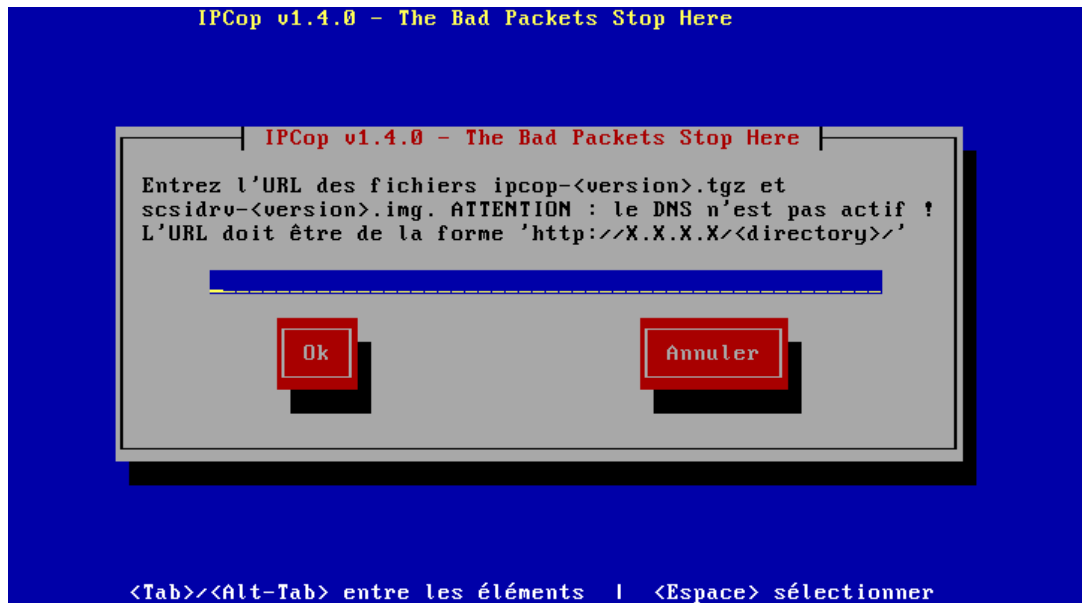 IPCop v1.4.0 - The Bad Packets Stop Here
IPCop v1.4.0 - The Bad Packets Stop Here
Entrez l'URL des fichiers ipcop-<version>.tgz et
scsidrv-<version>.img. ATTENTION : le DNS n'est pas actif !
L'URL doit être de la forme 'http://X.X.X.X/<directory>/'
Ok Annuler
<Tab>/<Alt-Tab> entre les éléments | <Espace> sélectionner